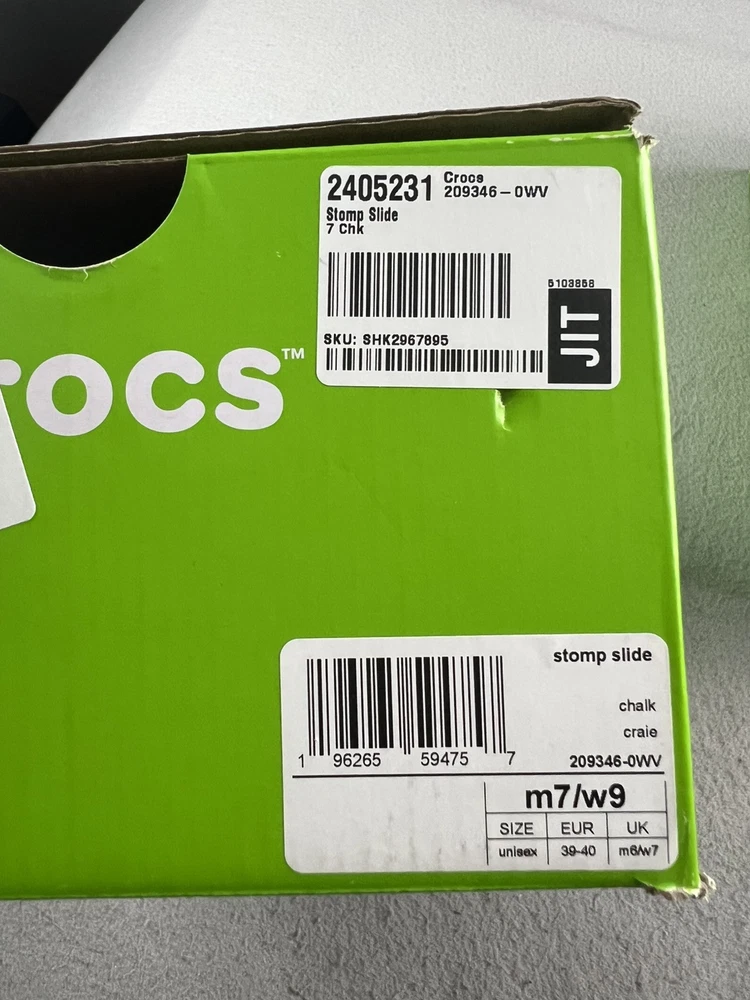 2405231 Crocs
209346-0WV
Stomp Slide
7 Chk
5103858
JIT
SKU: SHK2967895
rocs™
stomp slide
chalk
craie
1 96265 59475 7
209346-0WV
m7/w9
SIZE EUR UK
unisex 39-40 m6/w7